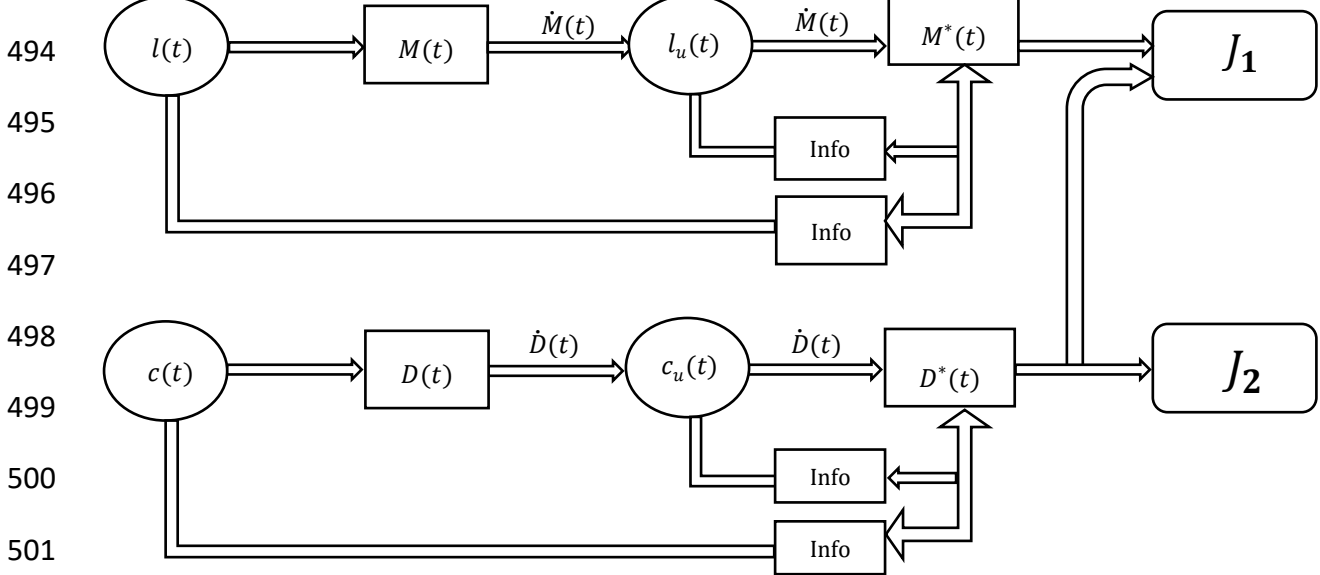 494
l(t)
M(t)
Ṁ(t)
l_u(t)
Ṁ(t)
M*(t)
J₁
495
Info
496
Info
497
498
c(t)
D(t)
Ḋ(t)
c_u(t)
Ḋ(t)
D*(t)
J₂
499
500
Info
501
Info